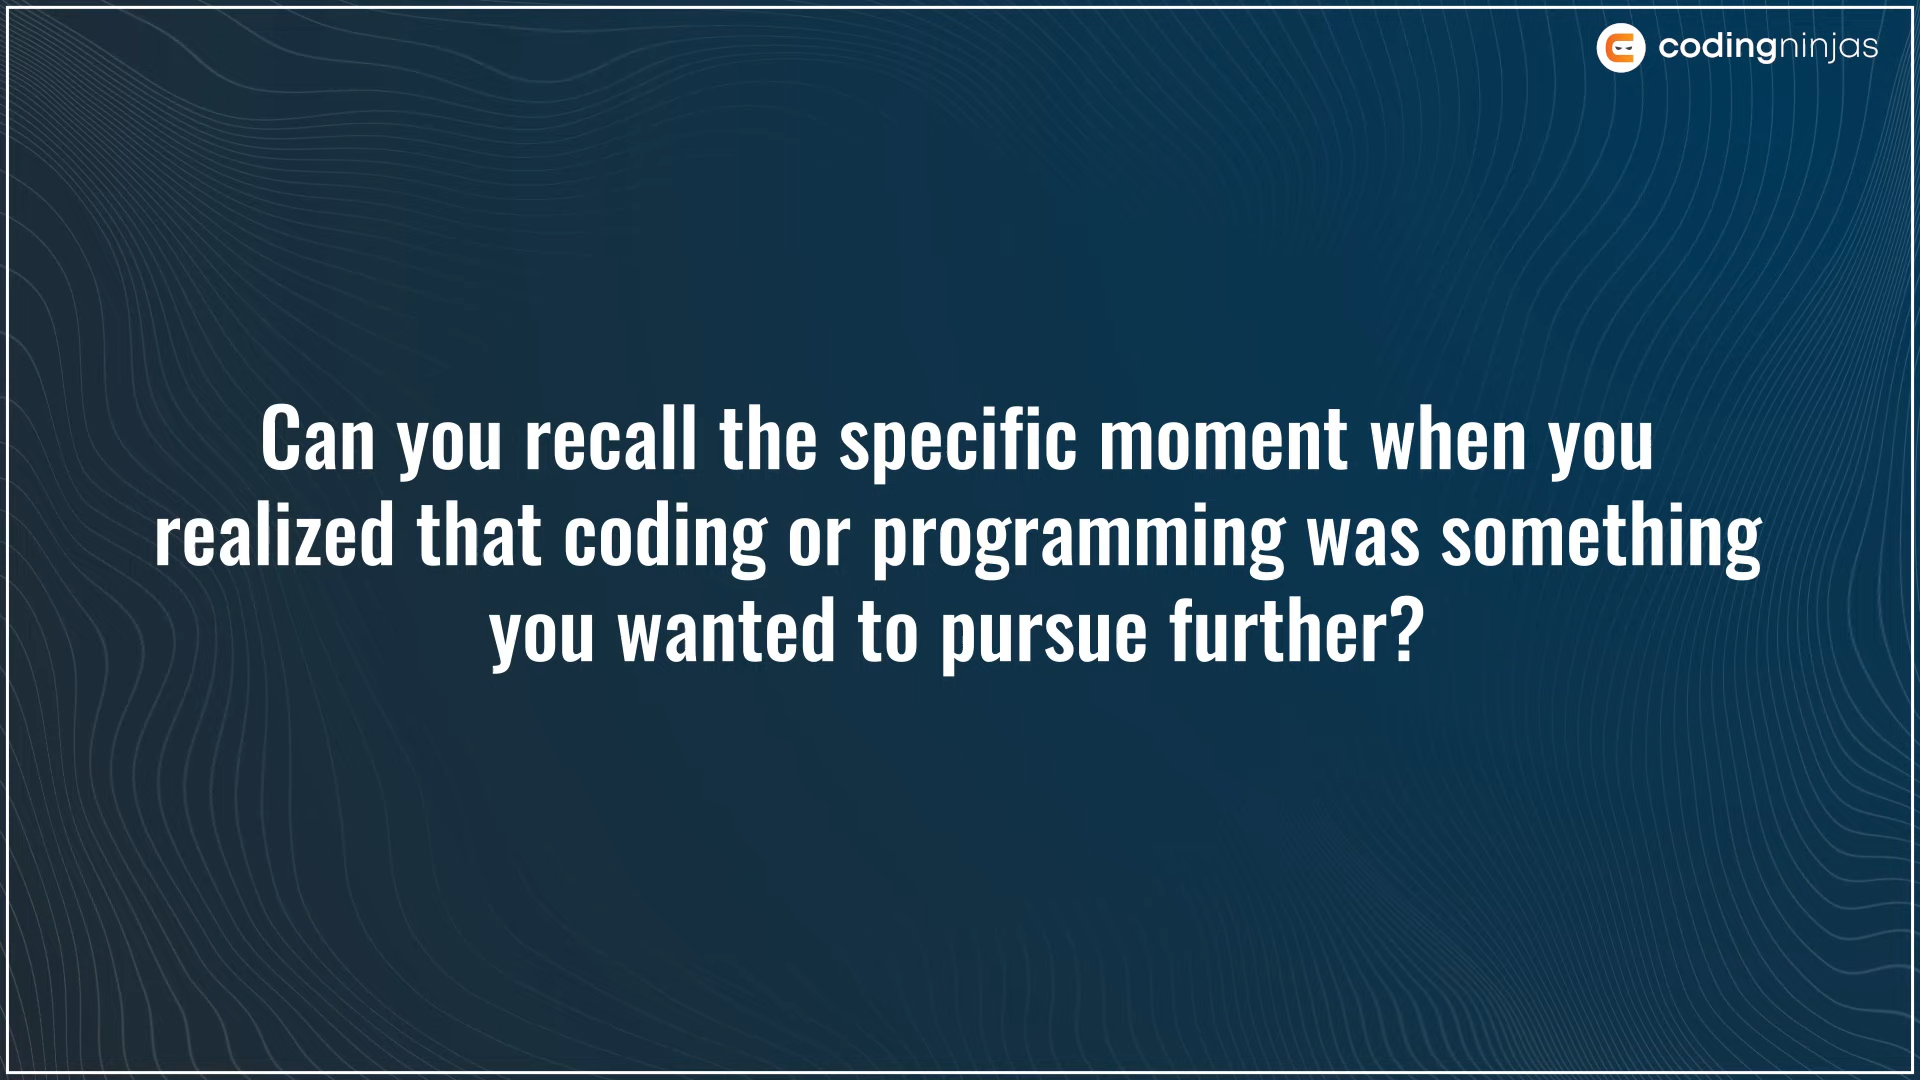 codingninjas
Can you recall the specific moment when you
realized that coding or programming was something
you wanted to pursue further?